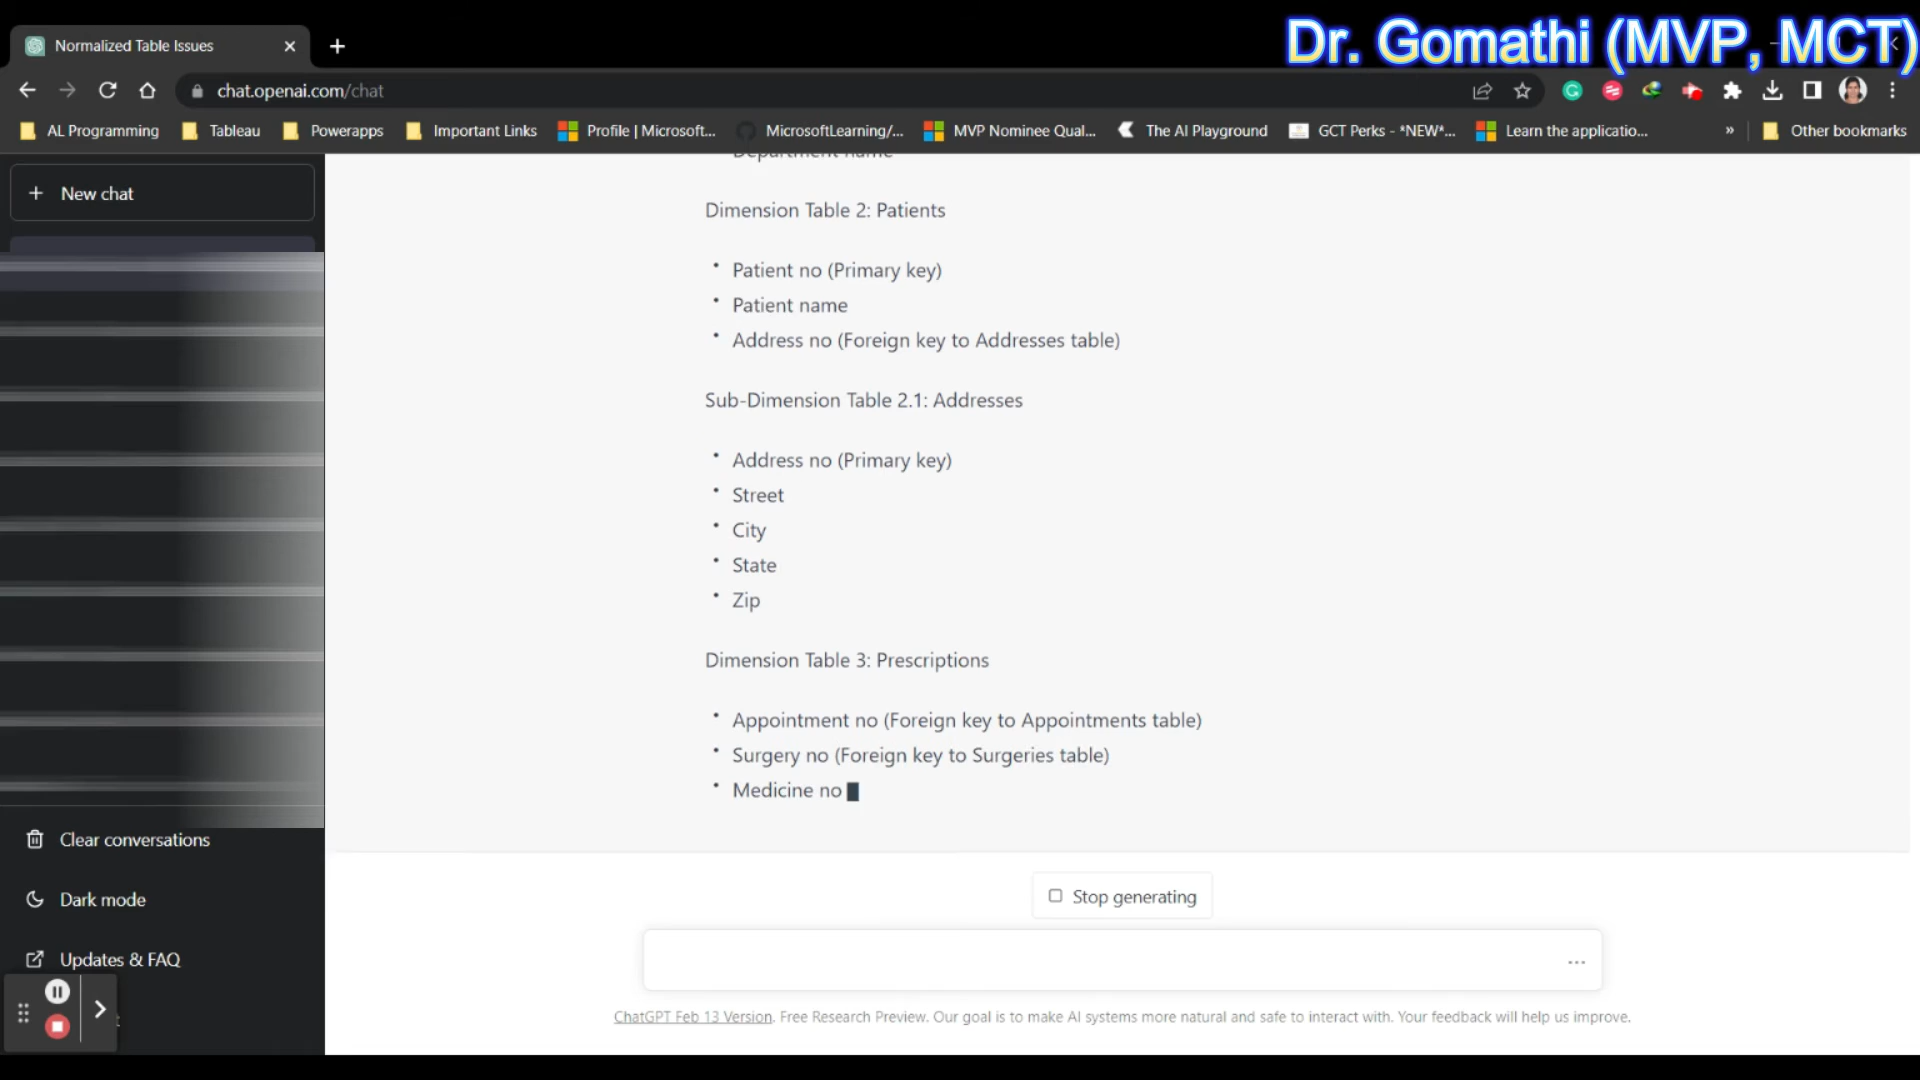 Dr. Gomathi (MVP, MCT)
Normalized Table Issues
chat.openai.com/chat
AL Programming
Tableau
Powerapps
Important Links
Profile | Microsoft...
MicrosoftLearning/...
MVP Nominee Qual...
The AI Playground
GCT Perks - *NEW*...
Learn the applicatio...
»
Other bookmarks
+ New chat
Department name
Dimension Table 2: Patients
• Patient no (Primary key)
• Patient name
• Address no (Foreign key to Addresses table)
Sub-Dimension Table 2.1: Addresses
• Address no (Primary key)
• Street
• City
• State
• Zip
Dimension Table 3: Prescriptions
• Appointment no (Foreign key to Appointments table)
• Surgery no (Foreign key to Surgeries table)
• Medicine no
Clear conversations
Dark mode
Updates & FAQ
Stop generating
...
ChatGPT Feb 13 Version. Free Research Preview. Our goal is to make AI systems more natural and safe to interact with. Your feedback will help us improve.